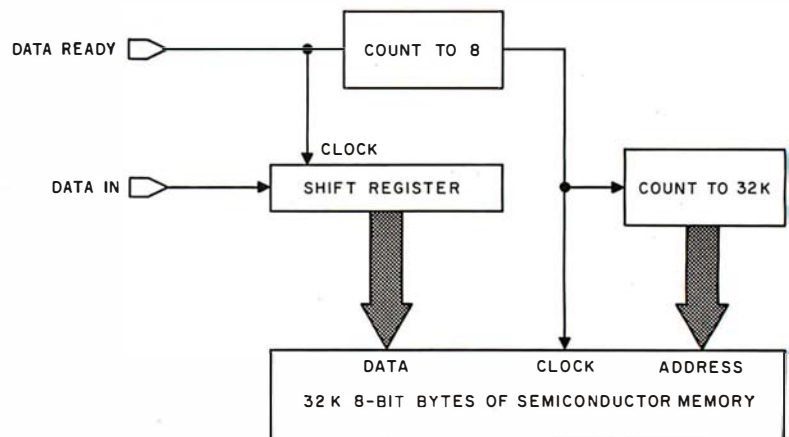 DATA READY
COUNT TO 8
CLOCK
DATA IN
SHIFT REGISTER
COUNT TO 32K
DATA
CLOCK
ADDRESS
32K 8-BIT BYTES OF SEMICONDUCTOR MEMORY